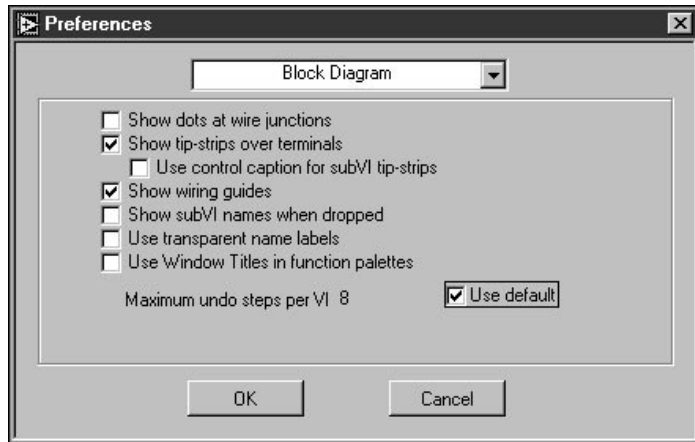 Preferences
Block Diagram
Show dots at wire junctions
Show tip-strips over terminals
Use control caption for subVI tip-strips
Show wiring guides
Show subVI names when dropped
Use transparent name labels
Use Window Titles in function palettes
Maximum undo steps per VI 8 Use default
OK Cancel